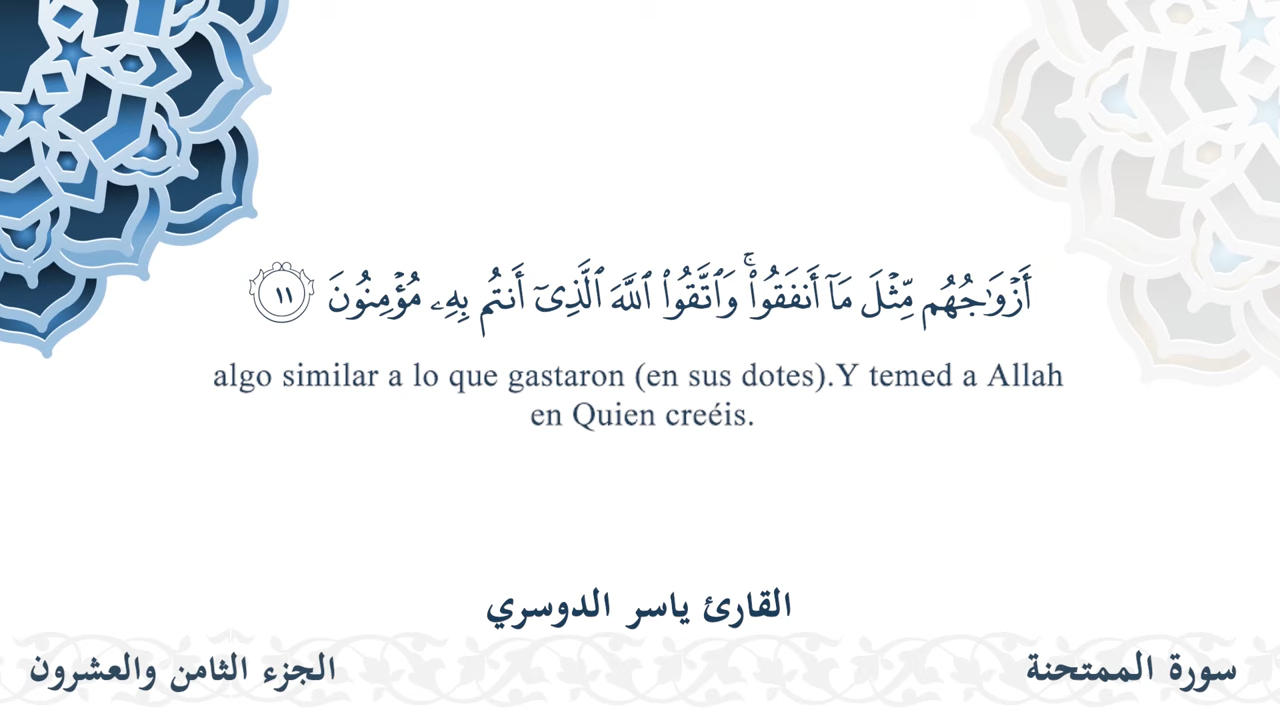 أَزْوَٰجُهُم مِّثْلَ مَآ أَنفَقُوا۟ ۚ وَٱتَّقُوا۟ ٱللَّهَ ٱلَّذِىٓ أَنتُم بِهِۦ مُؤْمِنُونَ ١١
algo similar a lo que gastaron (en sus dotes).Y temed a Allah
en Quien creéis.
القارئ ياسر الدوسري
سورة الممتحنة
الجزء الثامن والعشرون